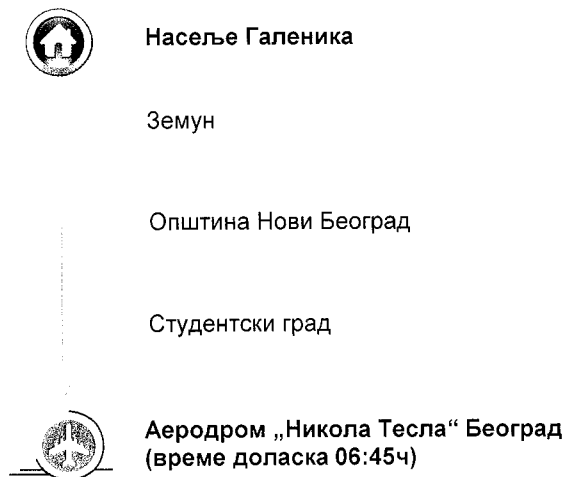 Насеље Галеника
Земун
Општина Нови Београд
Студентски град
Аеродром „Никола Тесла“ Београд
(време доласка 06:45ч)